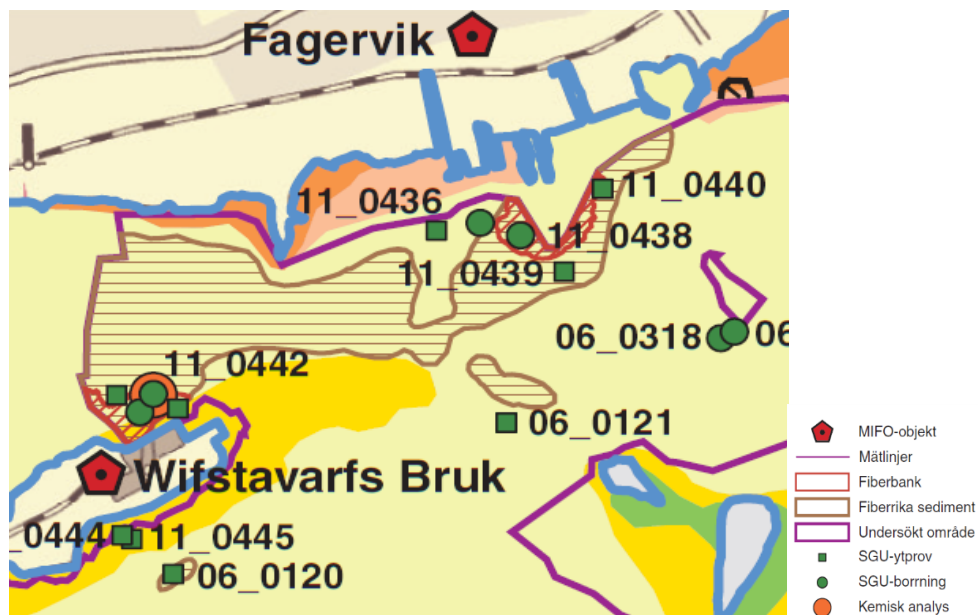 Fagervik
11_0436
11_0440
11_0438
11_0439
06_0318
06
11_0442
06_0121
Wifstavarfs Bruk
_0444
11_0445
06_0120
MIFO-objekt
Mätlinjer
Fiberbank
Fiberrika sediment
Undersökt område
SGU-ytprov
SGU-borrning
Kemisk analys